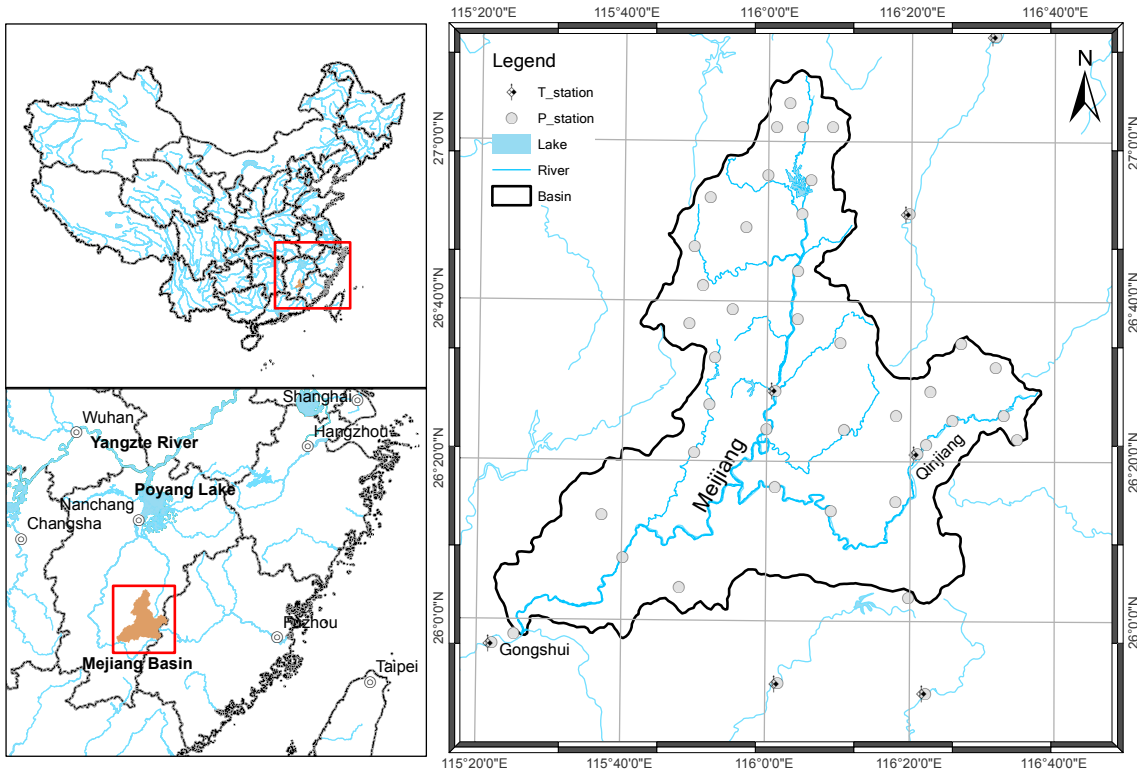 Wuhan
Shanghai
Yangzte River
Hangzhou
Poyang Lake
Nanchang
Changsha
Fuzhou
Mejiang Basin
Taipei
115°20'0"E
115°40'0"E
116°0'0"E
116°20'0"E
116°40'0"E
Legend
T_station
P_station
Lake
River
Basin
N
27°0'0"N
27°0'0"N
26°40'0"N
26°40'0"N
26°20'0"N
26°20'0"N
26°0'0"N
26°0'0"N
Meijiang
Qinjiang
Gongshui
115°20'0"E
115°40'0"E
116°0'0"E
116°20'0"E
116°40'0"E